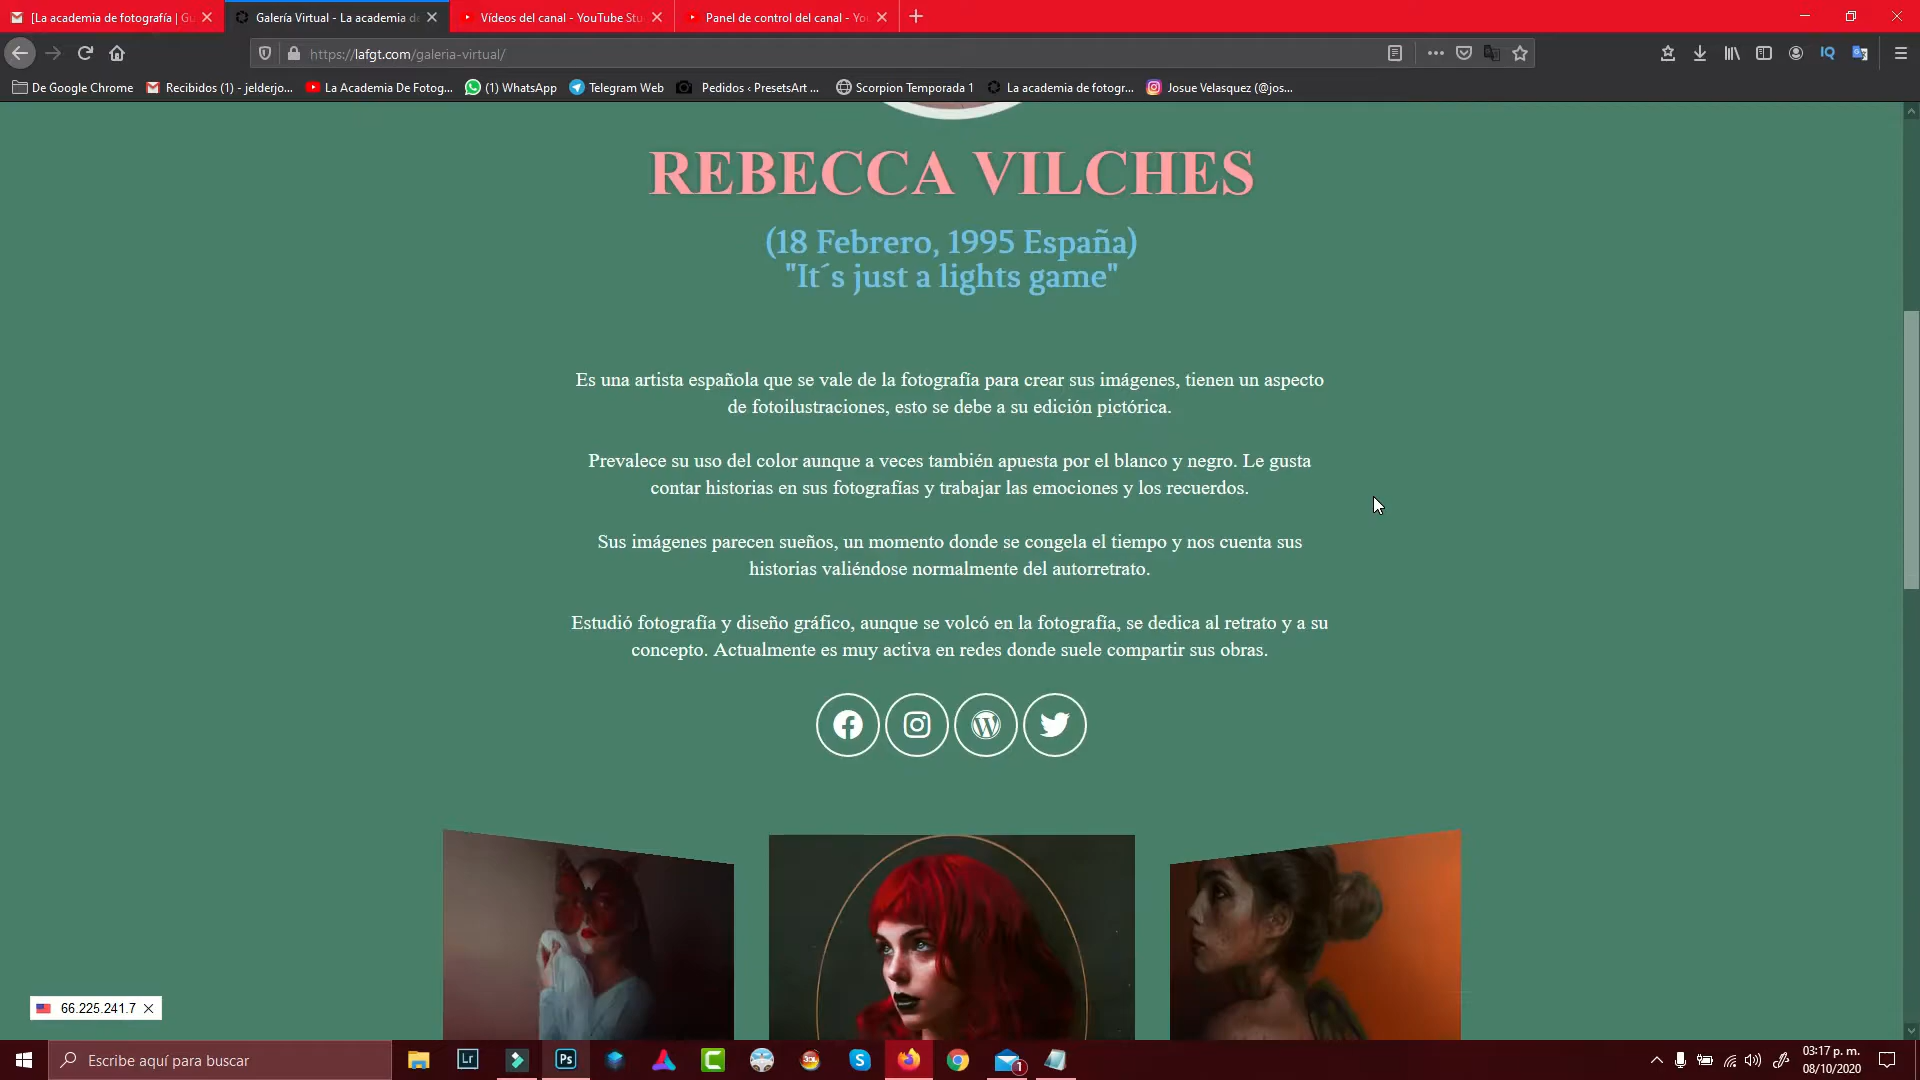 [La academia de fotografía | Gu
Galería Virtual - La academia de
Vídeos del canal - YouTube Stu
Panel de control del canal - You
https://lafgt.com/galeria-virtual/
De Google Chrome
Recibidos (1) - jelderjo...
La Academia De Fotog...
(1) WhatsApp
Telegram Web
Pedidos ‹ PresetsArt ...
Scorpion Temporada 1
La academia de fotogr...
Josue Velasquez (@jos...
REBECCA VILCHES
(18 Febrero, 1995 España)
"It´s just a lights game"
Es una artista española que se vale de la fotografía para crear sus imágenes, tienen un aspecto
de fotoilustraciones, esto se debe a su edición pictórica.
Prevalece su uso del color aunque a veces también apuesta por el blanco y negro. Le gusta
contar historias en sus fotografías y trabajar las emociones y los recuerdos.
Sus imágenes parecen sueños, un momento donde se congela el tiempo y nos cuenta sus
historias valiéndose normalmente del autorretrato.
Estudió fotografía y diseño gráfico, aunque se volcó en la fotografía, se dedica al retrato y a su
concepto. Actualmente es muy activa en redes donde suele compartir sus obras.
66.225.241.7
Escribe aquí para buscar
Lr
Ps
1
03:17 p. m.
08/10/2020